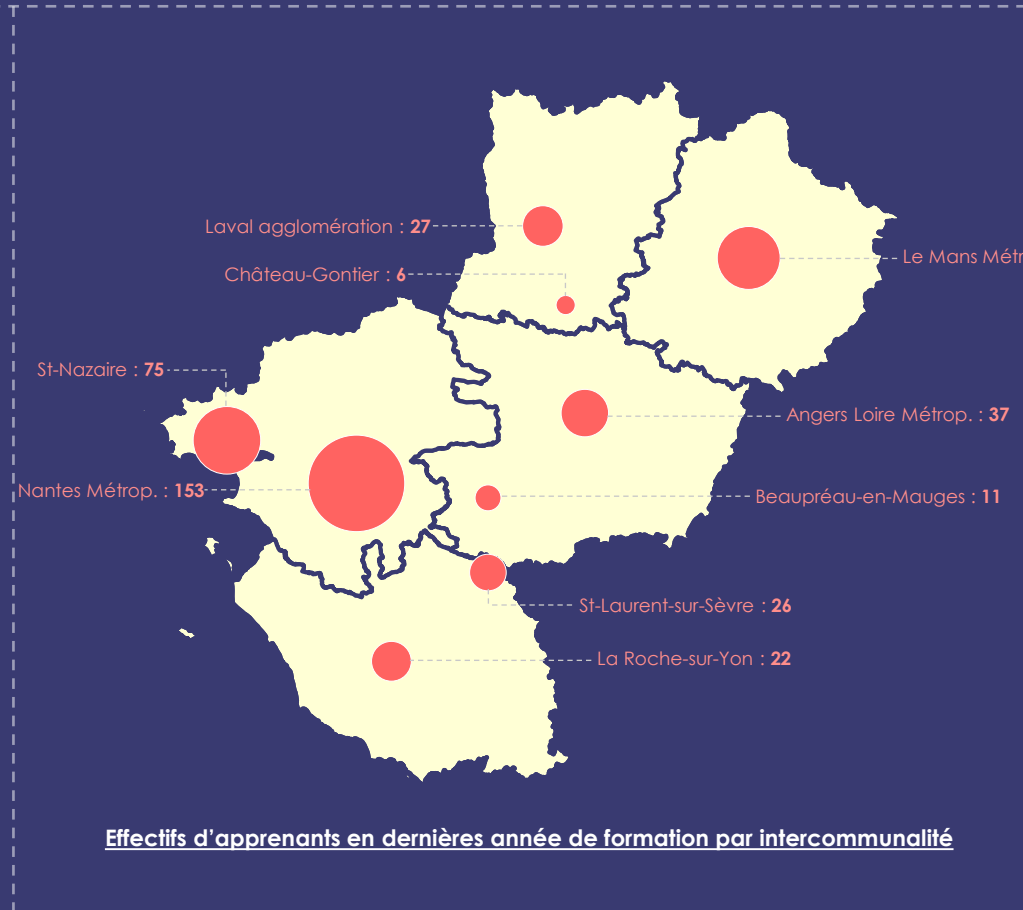 Laval agglomération : 27
Château-Gontier : 6
Le Mans Métr
St-Nazaire : 75
Angers Loire Métrop. : 37
Nantes Métrop. : 153
Beaupréau-en-Mauges : 11
St-Laurent-sur-Sèvre : 26
La Roche-sur-Yon : 22
Effectifs d’apprenants en dernières année de formation par intercommunalité